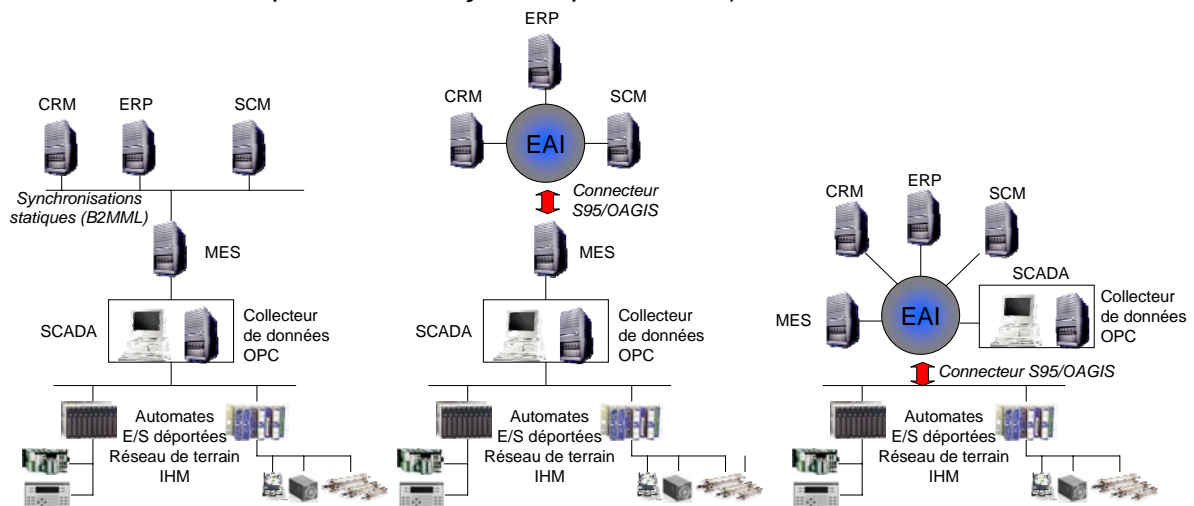 CRM
ERP
SCM
Synchronisations
statiques (B2MML)
MES
SCADA
Collecteur
de données
OPC
Automates
E/S déportées
Réseau de terrain
IHM
ERP
CRM
SCM
EAI
Connecteur
S95/OAGIS
MES
SCADA
Collecteur
de données
OPC
Automates
E/S déportées
Réseau de terrain
IHM
ERP
CRM
SCM
SCADA
MES
EAI
Collecteur
de données
OPC
Connecteur S95/OAGIS
Automates
E/S déportées
Réseau de terrain
IHM